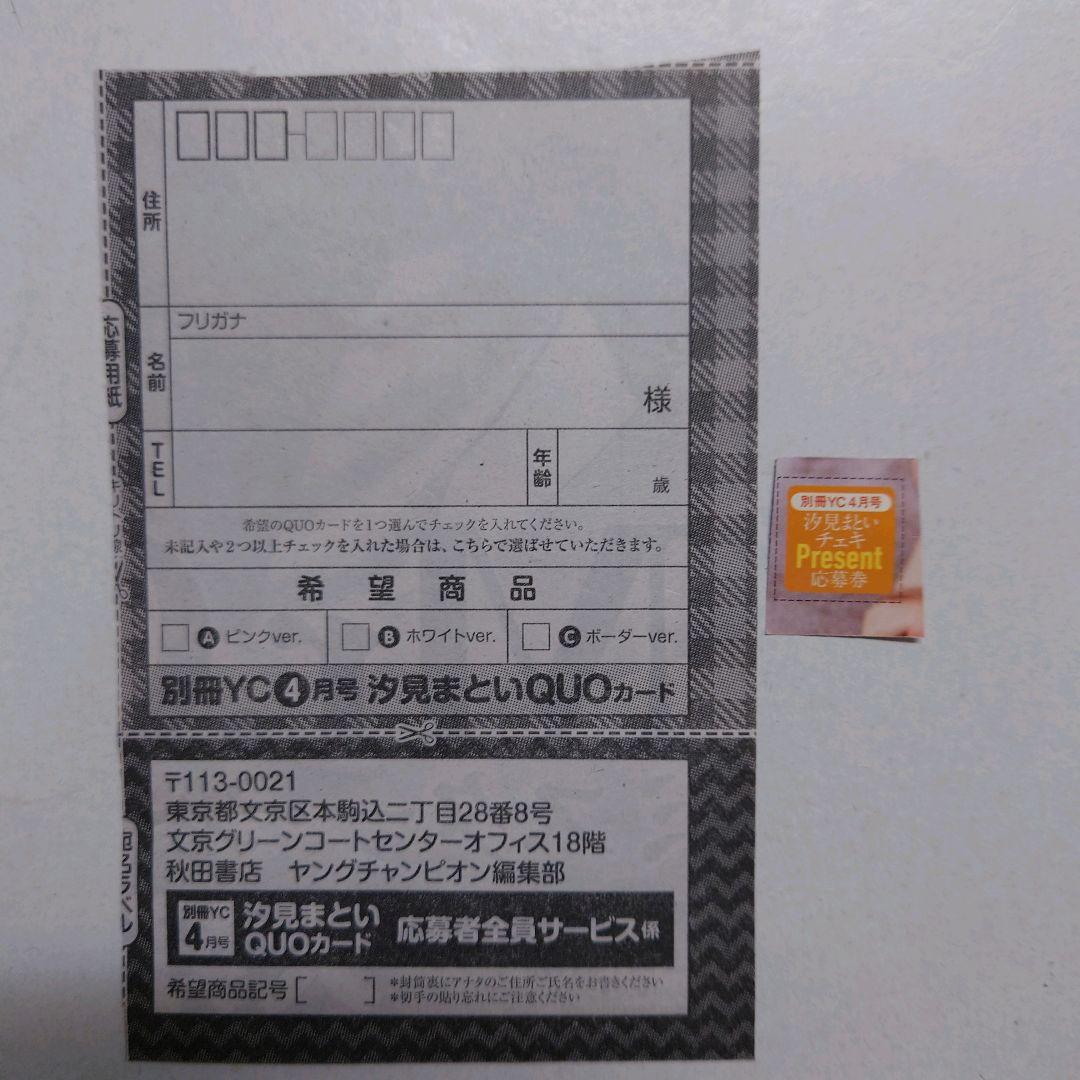 住所
応募用紙
キリトリ線
フリガナ
名前
様
TEL
年齢
歳
希望のQUOカードを1つ選んでチェックを入れてください。
未記入や2つ以上チェックを入れた場合は、こちらで選ばせていただきます。
希望商品
A ピンクver.
B ホワイトver.
C ボーダーver.
別冊YC4月号 汐見まといQUOカード
〒113-0021
東京都文京区本駒込二丁目28番8号
文京グリーンコートセンターオフィス18階
秋田書店 ヤングチャンピオン編集部
宛名ラベル
別冊YC
4月号
汐見まとい
QUOカード
応募者全員サービス係
希望商品記号[ ]
*封筒裏にアナタのご住所ご氏名をお書きください
*切手の貼り忘れにご注意ください
別冊YC4月号
汐見まとい
チェキ
Present
応募券